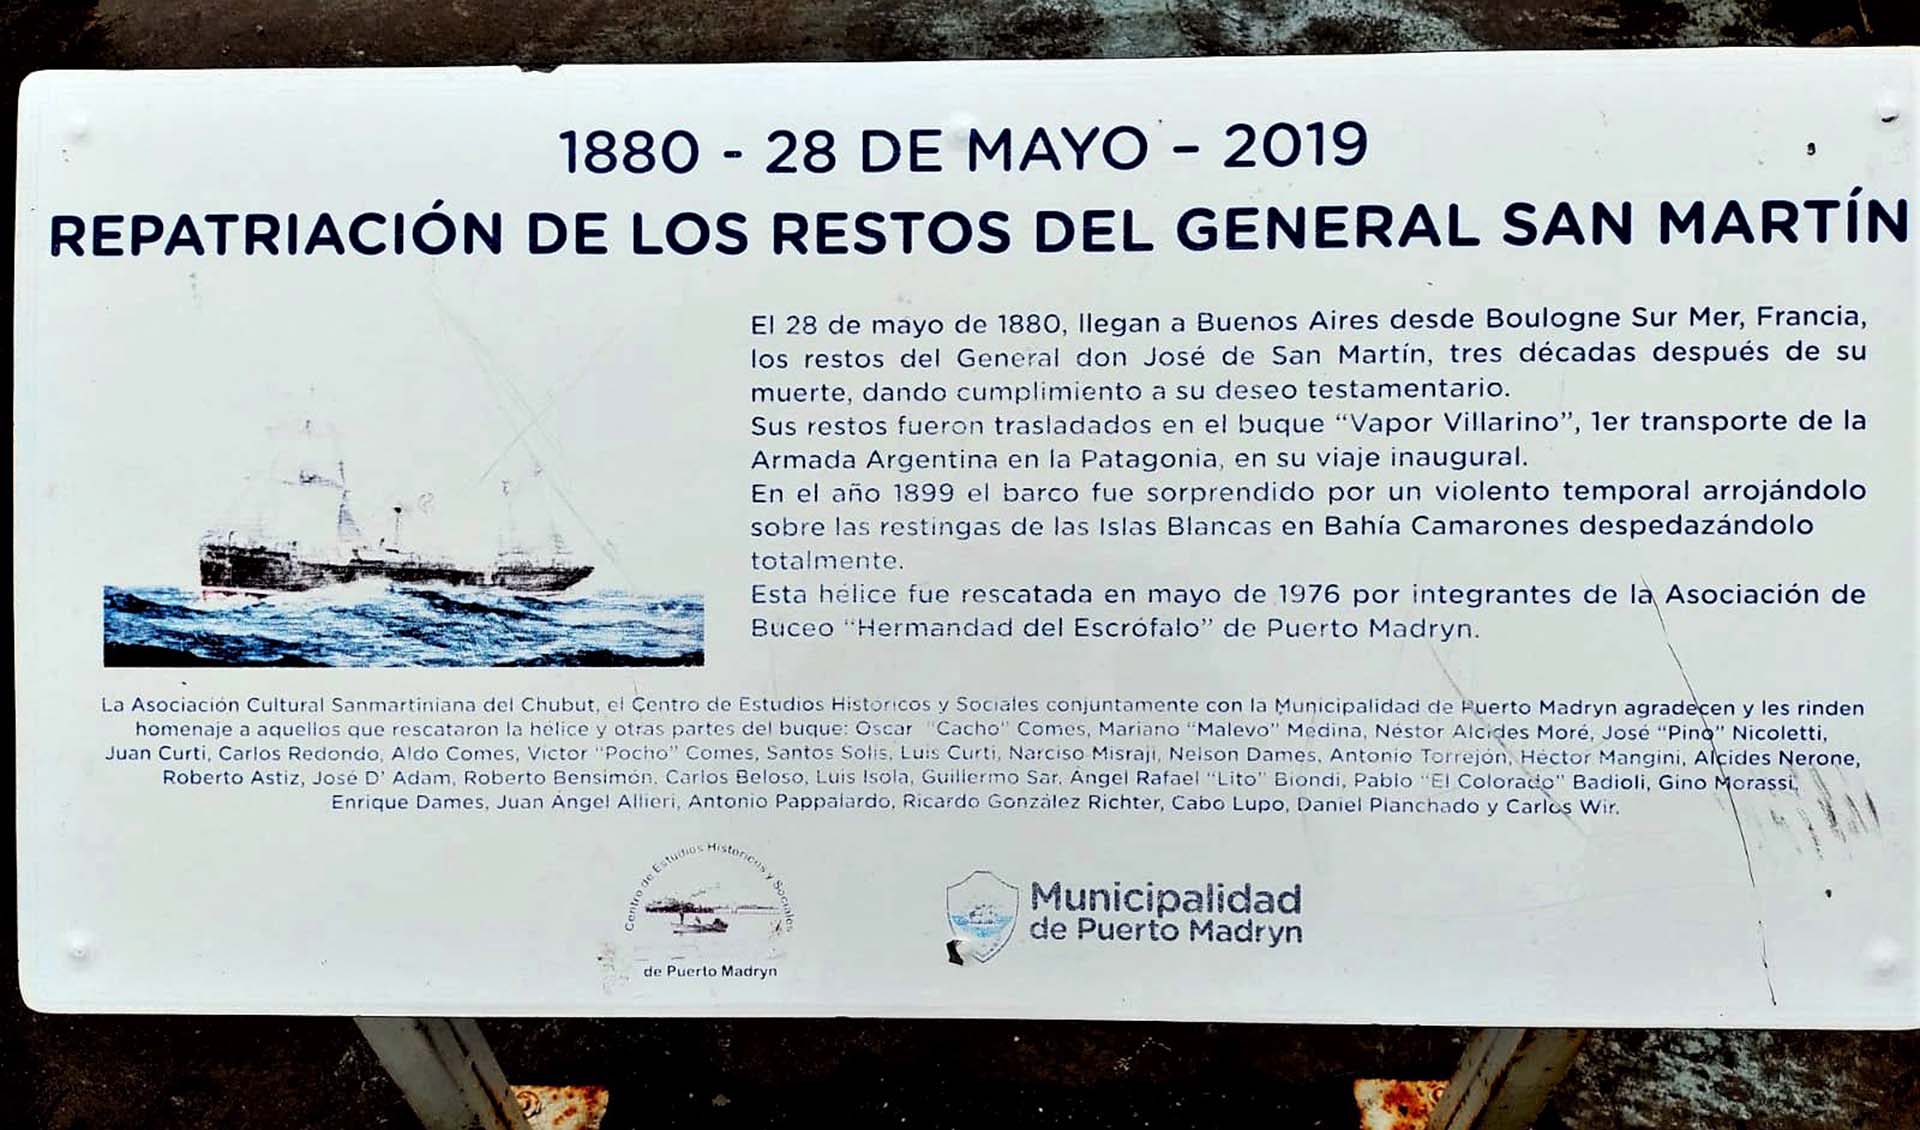 1880 - 28 DE MAYO – 2019
REPATRIACIÓN DE LOS RESTOS DEL GENERAL SAN MARTÍN
El 28 de mayo de 1880, llegan a Buenos Aires desde Boulogne Sur Mer, Francia,
los restos del General don José de San Martín, tres décadas después de su
muerte, dando cumplimiento a su deseo testamentario.
Sus restos fueron trasladados en el buque “Vapor Villarino”, 1er transporte de la
Armada Argentina en la Patagonia, en su viaje inaugural.
En el año 1899 el barco fue sorprendido por un violento temporal arrojándolo
sobre las restingas de las Islas Blancas en Bahía Camarones despedazándolo
totalmente.
Esta hélice fue rescatada en mayo de 1976 por integrantes de la Asociación de
Buceo “Hermandad del Escrófalo” de Puerto Madryn.
La Asociación Cultural Sanmartiniana del Chubut, el Centro de Estudios Históricos y Sociales conjuntamente con la Municipalidad de Puerto Madryn agradecen y les rinden
homenaje a aquellos que rescataron la hélice y otras partes del buque: Oscar “Cacho” Comes, Mariano “Malevo” Medina, Néstor Alcides Moré, José “Pino” Nicoletti,
Juan Curti, Carlos Redondo, Aldo Comes, Victor “Pocho” Comes, Santos Solis, Luis Curti, Narciso Misraji, Nelson Dames, Antonio Torrejón, Héctor Mangini, Alcides Nerone,
Roberto Astiz, José D’ Adam, Roberto Bensimón, Carlos Beloso, Luis Isola, Guillermo Sar, Ángel Rafael “Lito” Biondi, Pablo “El Colorado” Badioli, Gino Morassi,
Enrique Dames, Juan Ángel Allieri, Antonio Pappalardo, Ricardo González Richter, Cabo Lupo, Daniel Planchado y Carlos Wir.
Centro de Estudios Históricos y Sociales
de Puerto Madryn
Municipalidad
de Puerto Madryn